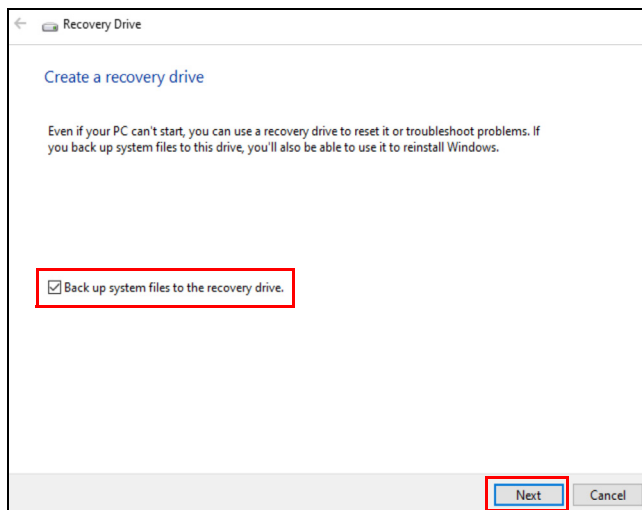 Recovery Drive
Create a recovery drive
Even if your PC can't start, you can use a recovery drive to reset it or troubleshoot problems. If
you back up system files to this drive, you'll also be able to use it to reinstall Windows.
Back up system files to the recovery drive.
Next
Cancel